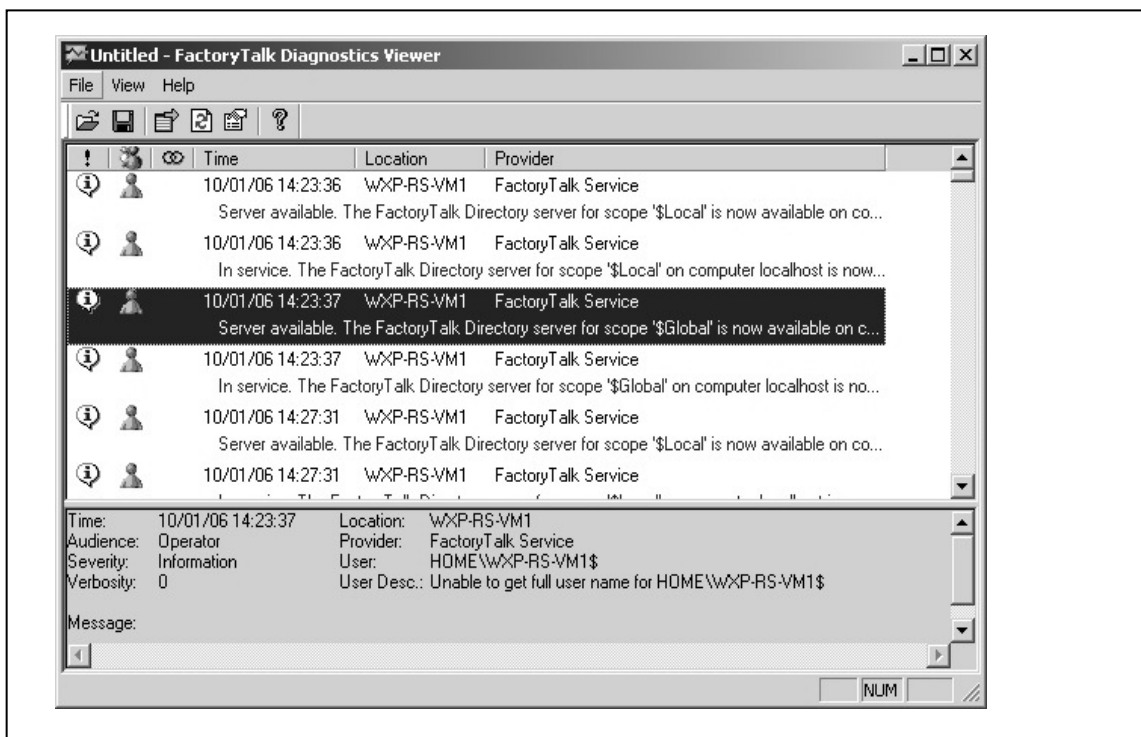 Untitled - FactoryTalk Diagnostics Viewer
File View Help
! Time Location Provider
10/01/06 14:23:36 WXP-RS-VM1 FactoryTalk Service
Server available. The FactoryTalk Directory server for scope '$Local' is now available on co...
10/01/06 14:23:36 WXP-RS-VM1 FactoryTalk Service
In service. The FactoryTalk Directory server for scope '$Local' on computer localhost is now...
10/01/06 14:23:37 WXP-RS-VM1 FactoryTalk Service
Server available. The FactoryTalk Directory server for scope '$Global' is now available on c...
10/01/06 14:23:37 WXP-RS-VM1 FactoryTalk Service
In service. The FactoryTalk Directory server for scope '$Global' on computer localhost is no...
10/01/06 14:27:31 WXP-RS-VM1 FactoryTalk Service
Server available. The FactoryTalk Directory server for scope '$Local' is now available on co...
10/01/06 14:27:31 WXP-RS-VM1 FactoryTalk Service
Time: 10/01/06 14:23:37 Location: WXP-RS-VM1
Audience: Operator Provider: FactoryTalk Service
Severity: Information User: HOME\WXP-RS-VM1$
Verbosity: 0 User Desc.: Unable to get full user name for HOME\WXP-RS-VM1$
Message:
NUM